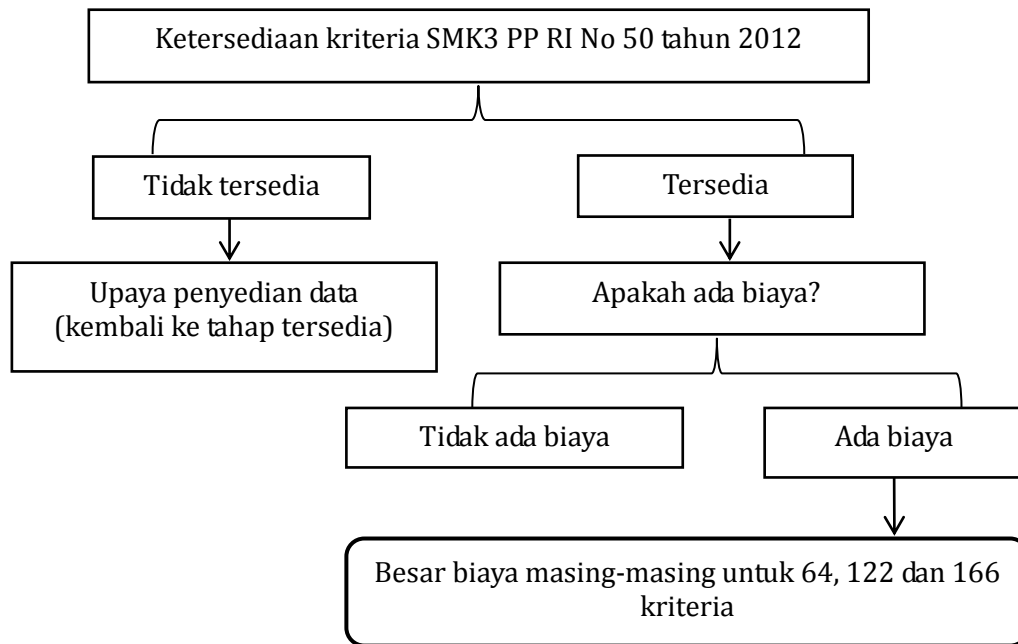 Ketersediaan kriteria SMK3 PP RI No 50 tahun 2012
Tidak tersedia
Tersedia
Upaya penyedian data
(kembali ke tahap tersedia)
Apakah ada biaya?
Tidak ada biaya
Ada biaya
Besar biaya masing-masing untuk 64, 122 dan 166
kriteria